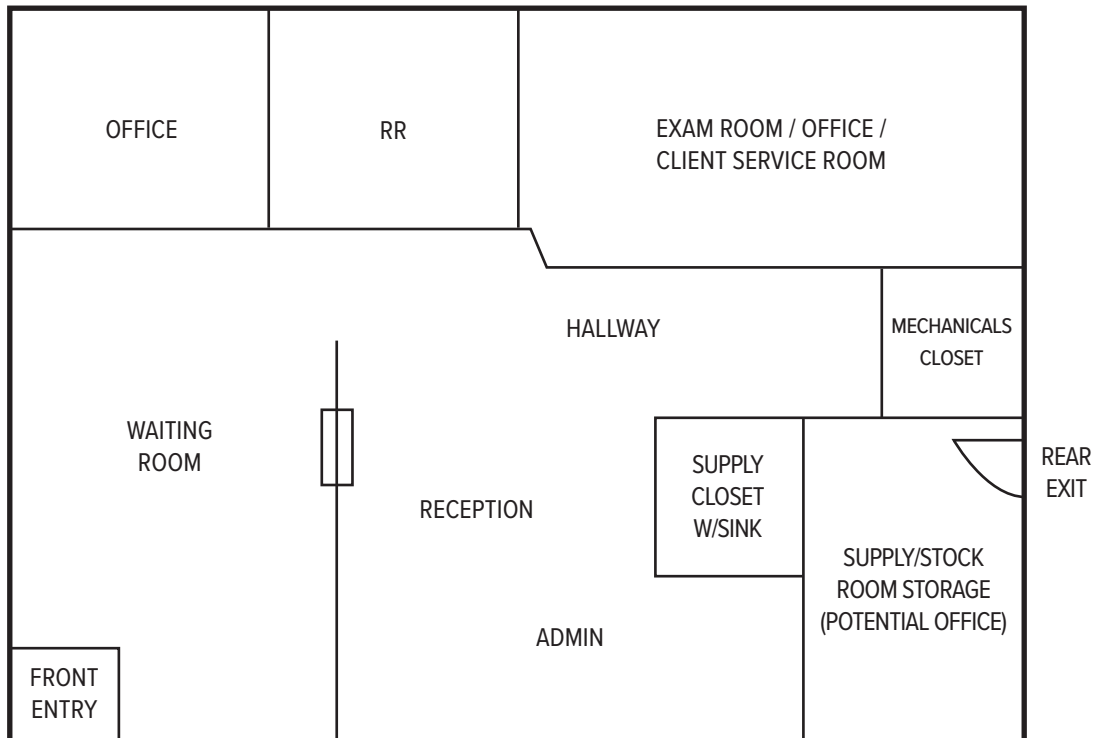 OFFICE
RR
EXAM ROOM / OFFICE /
CLIENT SERVICE ROOM
HALLWAY
MECHANICALS
CLOSET
WAITING
ROOM
RECEPTION
SUPPLY
CLOSET
W/SINK
REAR
EXIT
SUPPLY/STOCK
ROOM STORAGE
(POTENTIAL OFFICE)
ADMIN
FRONT
ENTRY